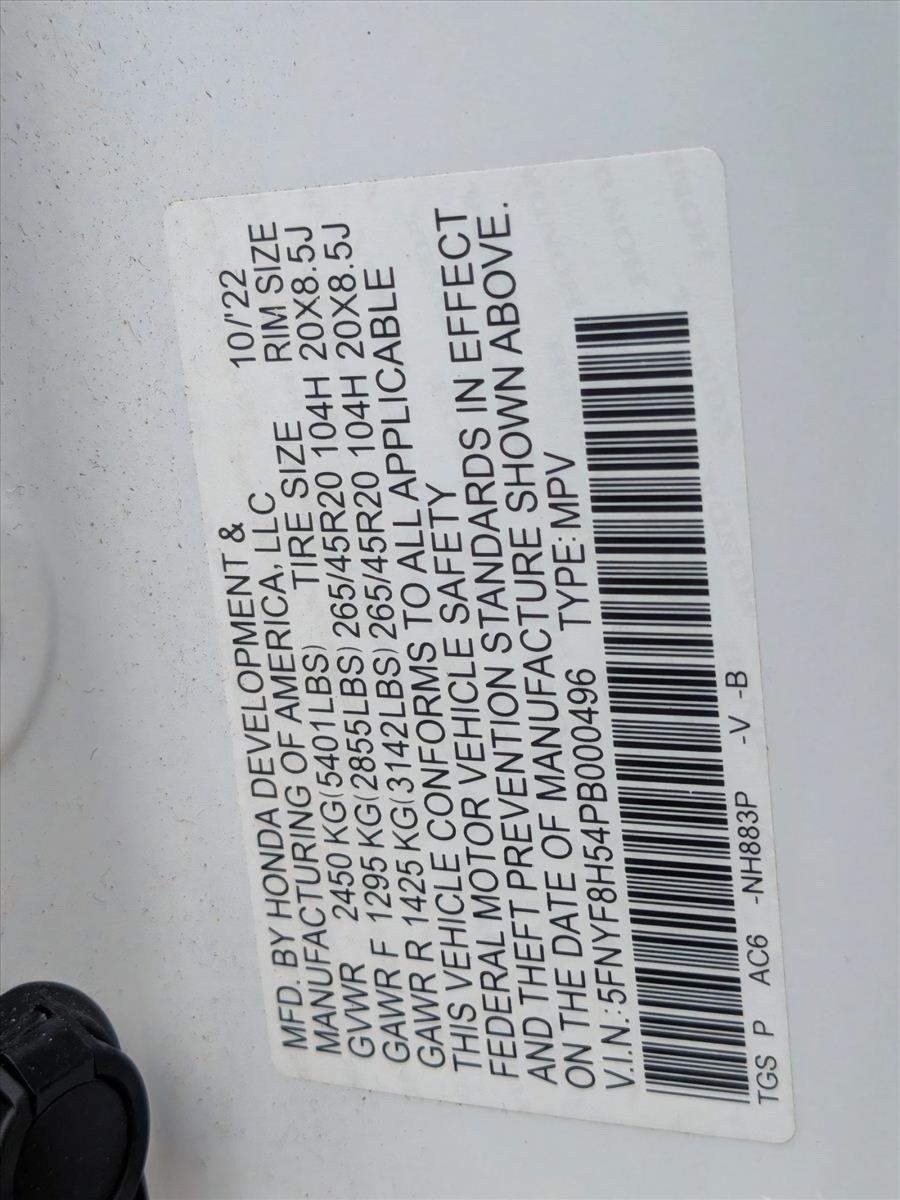 MFD. BY HONDA DEVELOPMENT & 10/'22
MANUFACTURING OF AMERICA, LLC RIM SIZE
GVWR 2450 KG(5401LBS) TIRE SIZE
GAWR F 1295 KG(2855LBS) 265/45R20 104H 20X8.5J
GAWR R 1425 KG(3142LBS) 265/45R20 104H 20X8.5J
THIS VEHICLE CONFORMS TO ALL APPLICABLE
FEDERAL MOTOR VEHICLE SAFETY
AND THEFT PREVENTION STANDARDS IN EFFECT
ON THE DATE OF MANUFACTURE SHOWN ABOVE.
V.I.N.:5FNYF8H54PB000496 TYPE:MPV
TGS P AC6 -NH883P -V -B